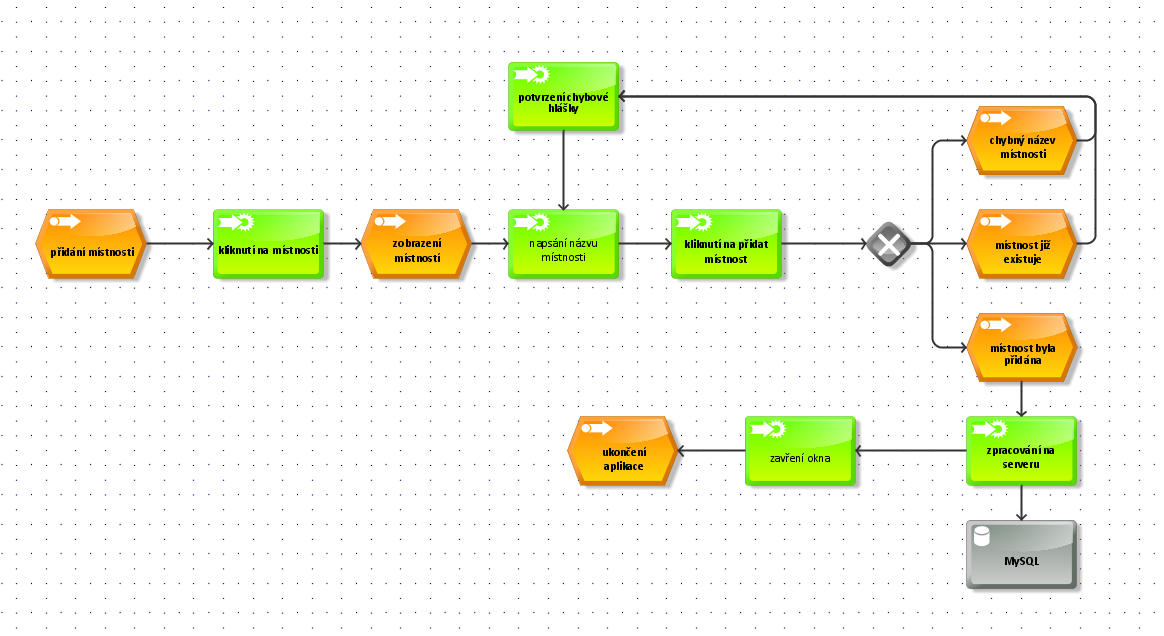 potvrzení chybové
hlášky
chybný název
místnosti
přidání místnosti
kliknutí na místnosti
zobrazení
místností
napsání názvu
místnosti
kliknutí na přidat
místnost
místnost již
existuje
místnost byla
přidána
ukončení
aplikace
zavření okna
zpracování na
serveru
MySQL